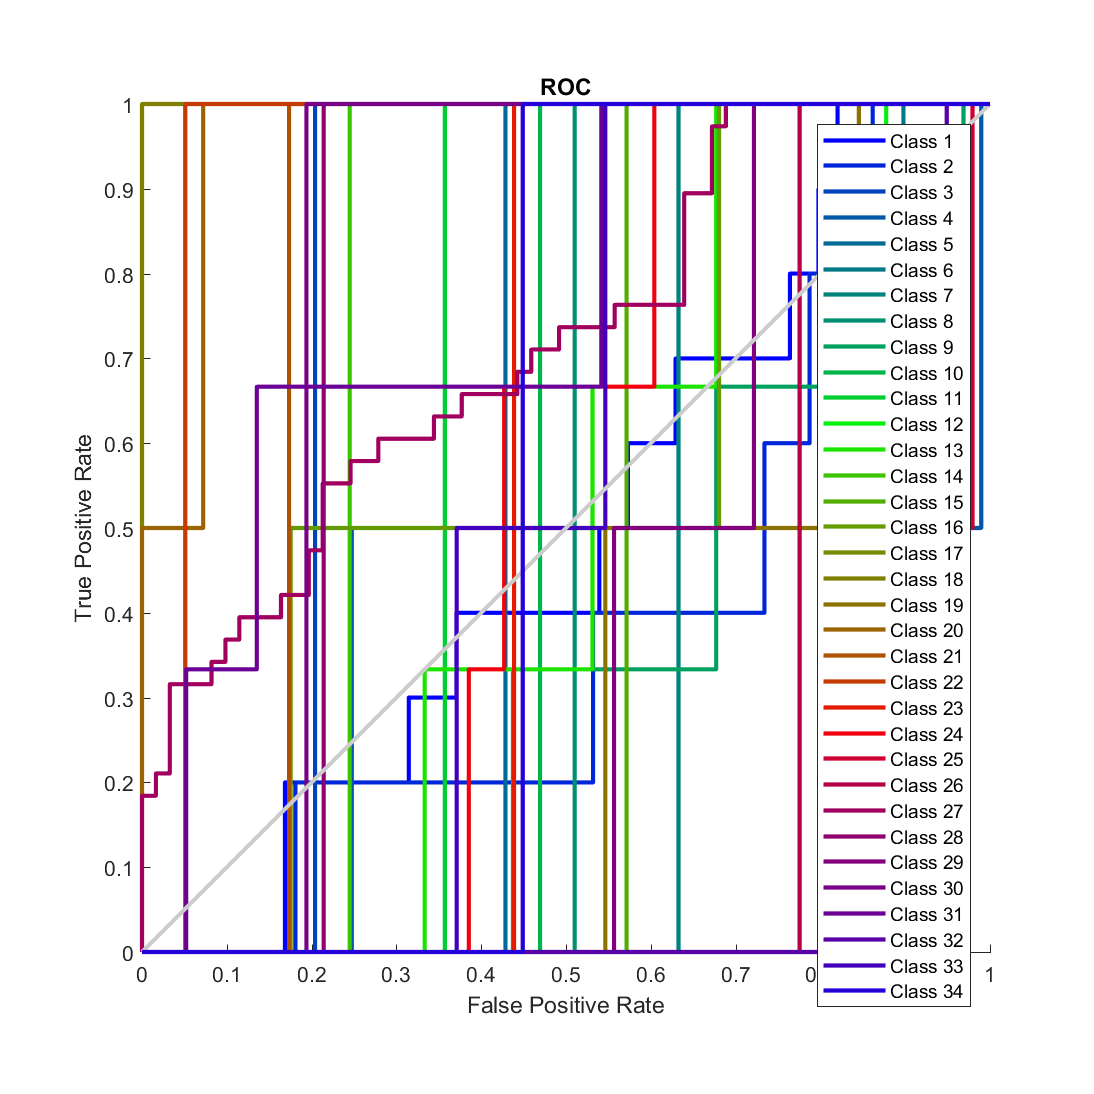 ROC
True Positive Rate
1
0.9
0.8
0.7
0.6
0.5
0.4
0.3
0.2
0.1
0
0 0.1 0.2 0.3 0.4 0.5 0.6 0.7 1
False Positive Rate
Class 1
Class 2
Class 3
Class 4
Class 5
Class 6
Class 7
Class 8
Class 9
Class 10
Class 11
Class 12
Class 13
Class 14
Class 15
Class 16
Class 17
Class 18
Class 19
Class 20
Class 21
Class 22
Class 23
Class 24
Class 25
Class 26
Class 27
Class 28
Class 29
Class 30
Class 31
Class 32
Class 33
Class 34